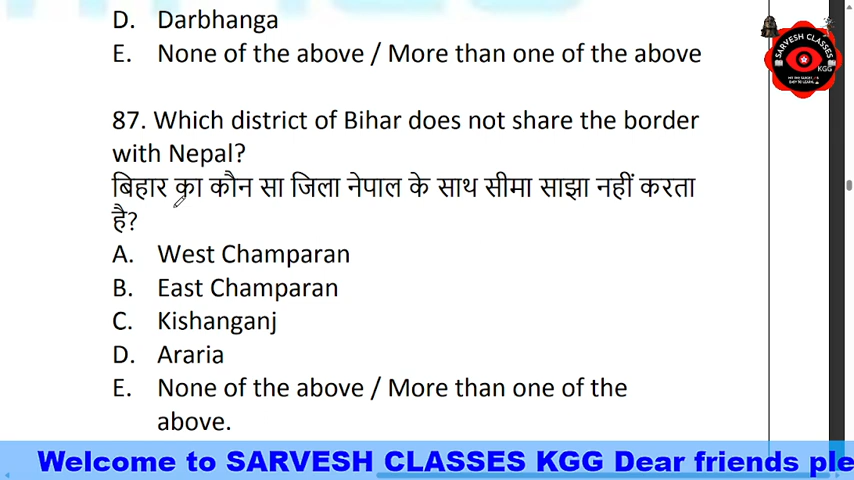 D. Darbhanga
E. None of the above / More than one of the above
SARVESH CLASSES
KGG
87. Which district of Bihar does not share the border
with Nepal?
बिहार का कौन सा जिला नेपाल के साथ सीमा साझा नहीं करता
है?
A. West Champaran
B. East Champaran
C. Kishanganj
D. Araria
E. None of the above / More than one of the
above.
Welcome to SARVESH CLASSES KGG Dear friends ple